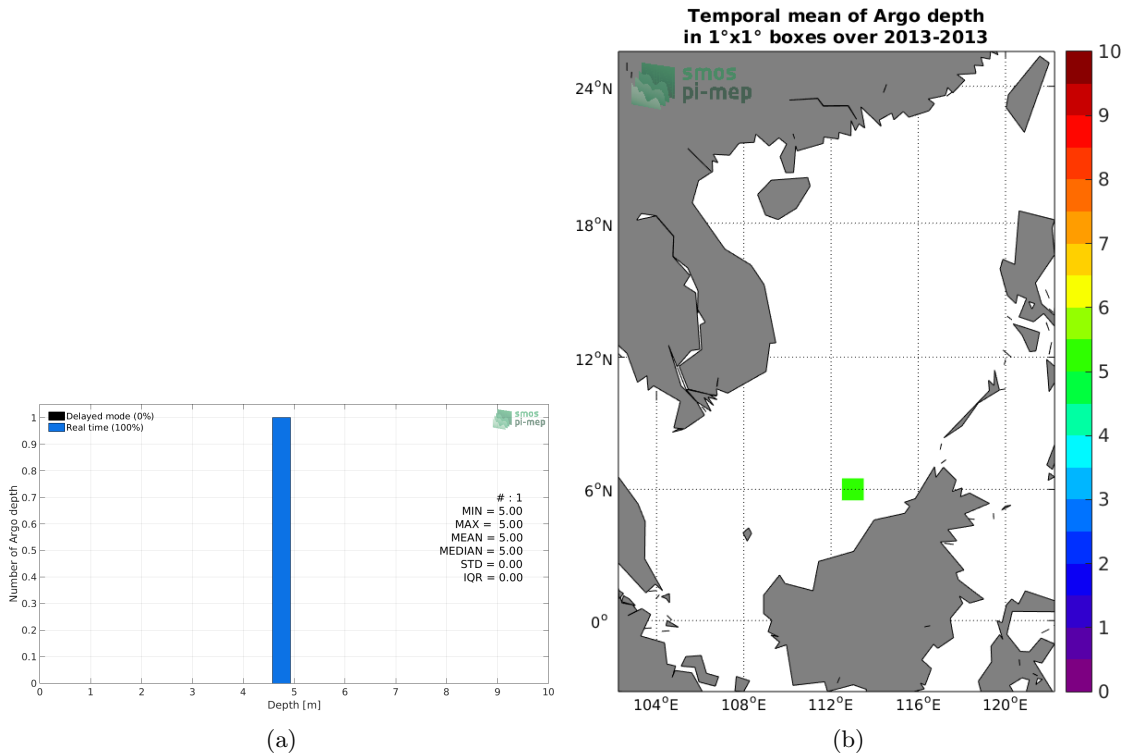 Delayed mode (0%)
Real time (100%)
smos
pi-mep
# : 1
MIN = 5.00
MAX = 5.00
MEAN = 5.00
MEDIAN = 5.00
STD = 0.00
IQR = 0.00
Number of Argo depth
1
0.9
0.8
0.7
0.6
0.5
0.4
0.3
0.2
0.1
0
0 1 2 3 4 5 6 7 8 9 10
Depth [m]
(a)
Temporal mean of Argo depth
in 1°x1° boxes over 2013-2013
smos
pi-mep
24°N
18°N
12°N
6°N
0°
104°E 108°E 112°E 116°E 120°E
10
9
8
7
6
5
4
3
2
1
0
(b)